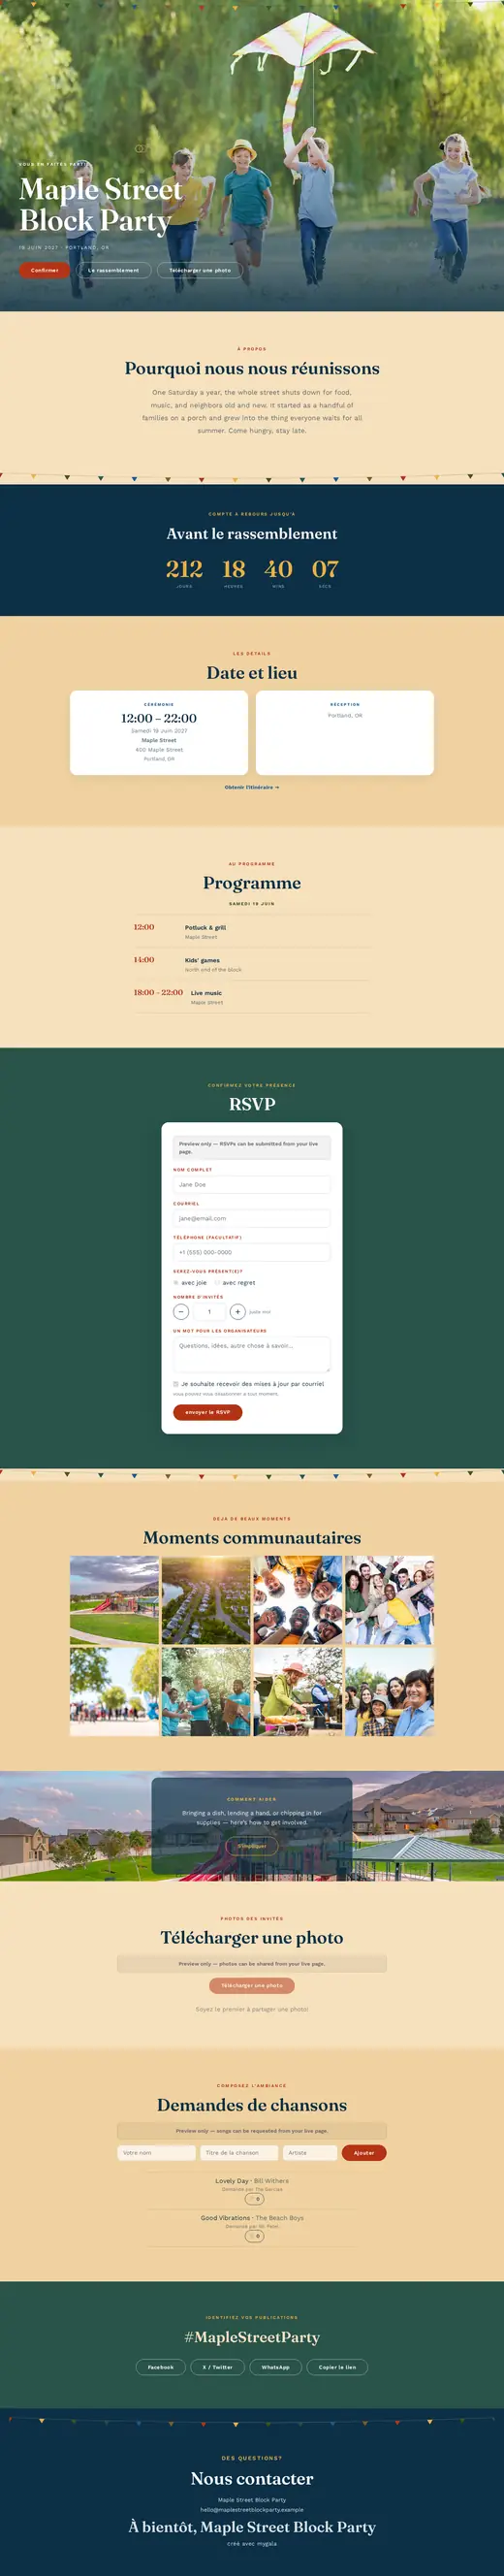 VOUS EN FAITES PARTIE
Maple Street
Block Party
19 JUIN 2027 · PORTLAND, OR
Confirmer
Le rassemblement
Télécharger une photo
À PROPOS
Pourquoi nous nous réunissons
One Saturday a year, the whole street shuts down for food,
music, and neighbors old and new. It started as a handful of
families on a porch and grew into the thing everyone waits for all
summer. Come hungry, stay late.
COMPTE À REBOURS JUSQU'À
Avant le rassemblement
212 18 40 07
JOURS HEURES MINS SECS
LES DÉTAILS
Date et lieu
CÉRÉMONIE
12:00 – 22:00
Samedi 19 Juin 2027
Maple Street
400 Maple Street
Portland, OR
RÉCEPTION
Portland, OR
Obtenir l'itinéraire →
AU PROGRAMME
Programme
SAMEDI 19 JUIN
12:00 Potluck & grill
Maple Street
14:00 Kids' games
North end of the block
18:00 – 22:00 Live music
Maple Street
CONFIRMEZ VOTRE PRÉSENCE
RSVP
Preview only — RSVPs can be submitted from your live
page.
NOM COMPLET
Jane Doe
COURRIEL
jane@email.com
TÉLÉPHONE (FACULTATIF)
+1 (555) 000-0000
SEREZ-VOUS PRÉSENT(E)?
avec joie avec regret
NOMBRE D'INVITÉS
− 1 + juste moi
UN MOT POUR LES ORGANISATEURS
Questions, idées, autre chose à savoir...
Je souhaite recevoir des mises à jour par courriel
Vous pouvez vous désabonner à tout moment.
envoyer le RSVP
DÉJÀ DE BEAUX MOMENTS
Moments communautaires
COMMENT AIDER
Bringing a dish, lending a hand, or chipping in for
supplies — here's how to get involved.
S'impliquer
PHOTOS DES INVITÉS
Télécharger une photo
Preview only — photos can be shared from your live page.
Télécharger une photo
Soyez le premier à partager une photo!
COMPOSEZ L'AMBIANCE
Demandes de chansons
Preview only — songs can be requested from your live page.
Votre nom
Titre de la chanson
Artiste
Ajouter
Lovely Day · Bill Withers
Demandé par The Garcias
0
Good Vibrations · The Beach Boys
Demandé par Mr. Patel
0
IDENTIFIEZ VOS PUBLICATIONS
#MapleStreetParty
Facebook
X / Twitter
WhatsApp
Copier le lien
DES QUESTIONS?
Nous contacter
Maple Street Block Party
hello@maplestreetblockparty.example
À bientôt, Maple Street Block Party
créé avec mygala